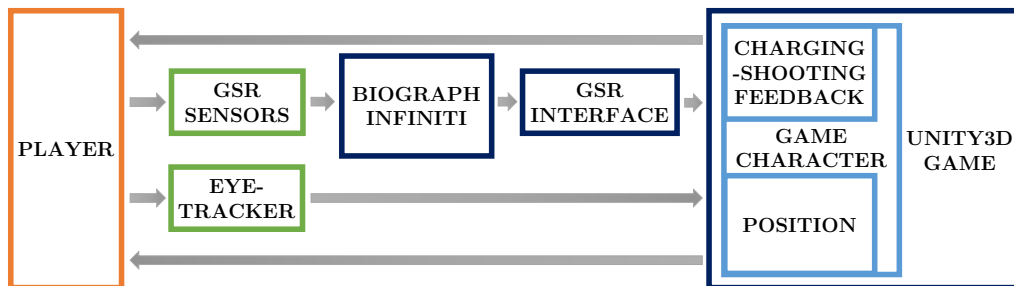 PLAYER
GSR
SENSORS
BIOGRAPH
INFINITI
GSR
INTERFACE
EYE-
TRACKER
CHARGING
-SHOOTING
FEEDBACK
GAME
CHARACTER
POSITION
UNITY3D
GAME